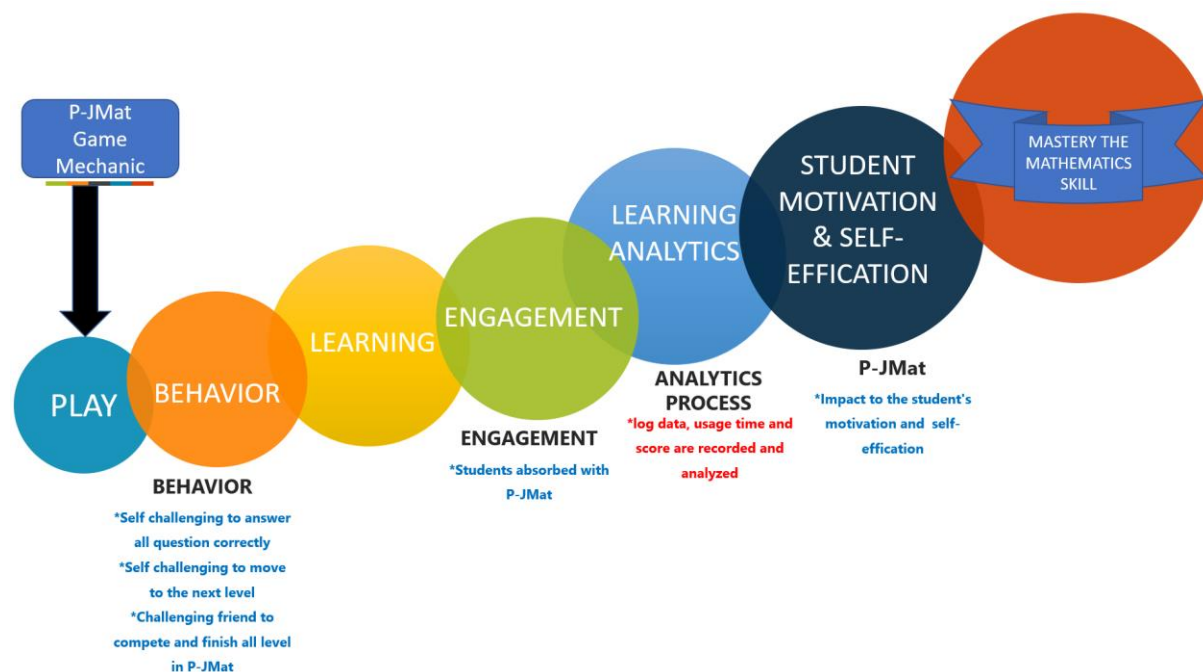 P-JMat
Game
Mechanic
PLAY
BEHAVIOR
BEHAVIOR
*Self challenging to answer
all question correctly
*Self challenging to move
to the next level
*Challenging friend to
compete and finish all level
in P-JMat
LEARNING
ENGAGEMENT
ENGAGEMENT
*Students absorbed with
P-JMat
LEARNING
ANALYTICS
ANALYTICS
PROCESS
*log data, usage time and
score are recorded and
analyzed
STUDENT
MOTIVATION
& SELF-
EFFICATION
P-JMat
*Impact to the student's
motivation and self-
effication
MASTERY THE
MATHEMATICS
SKILL